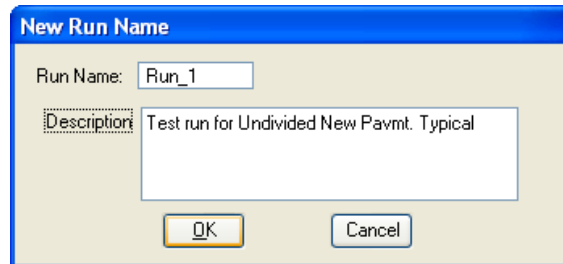 New Run Name
Run Name: Run_1
Description Test run for Undivided New Pavmt. Typical
OK Cancel